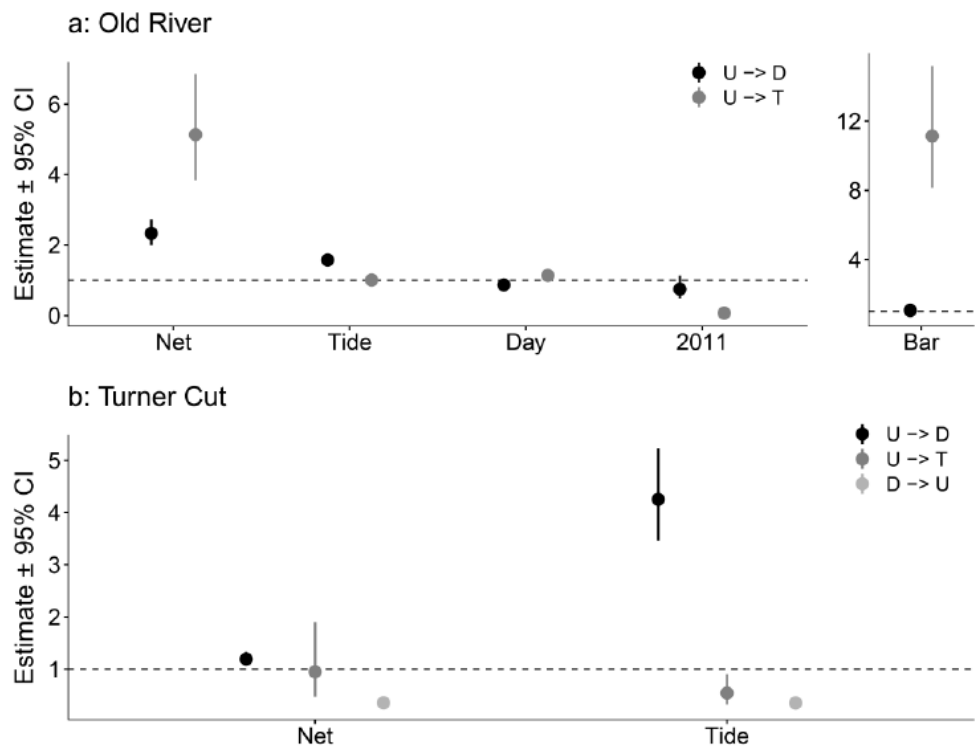 a: Old River
Estimate ± 95% CI
6
4
2
0
U −> D
U −> T
Net
Tide
Day
2011
12
8
4
Bar
b: Turner Cut
Estimate ± 95% CI
5
4
3
2
1
U −> D
U −> T
D −> U
Net
Tide